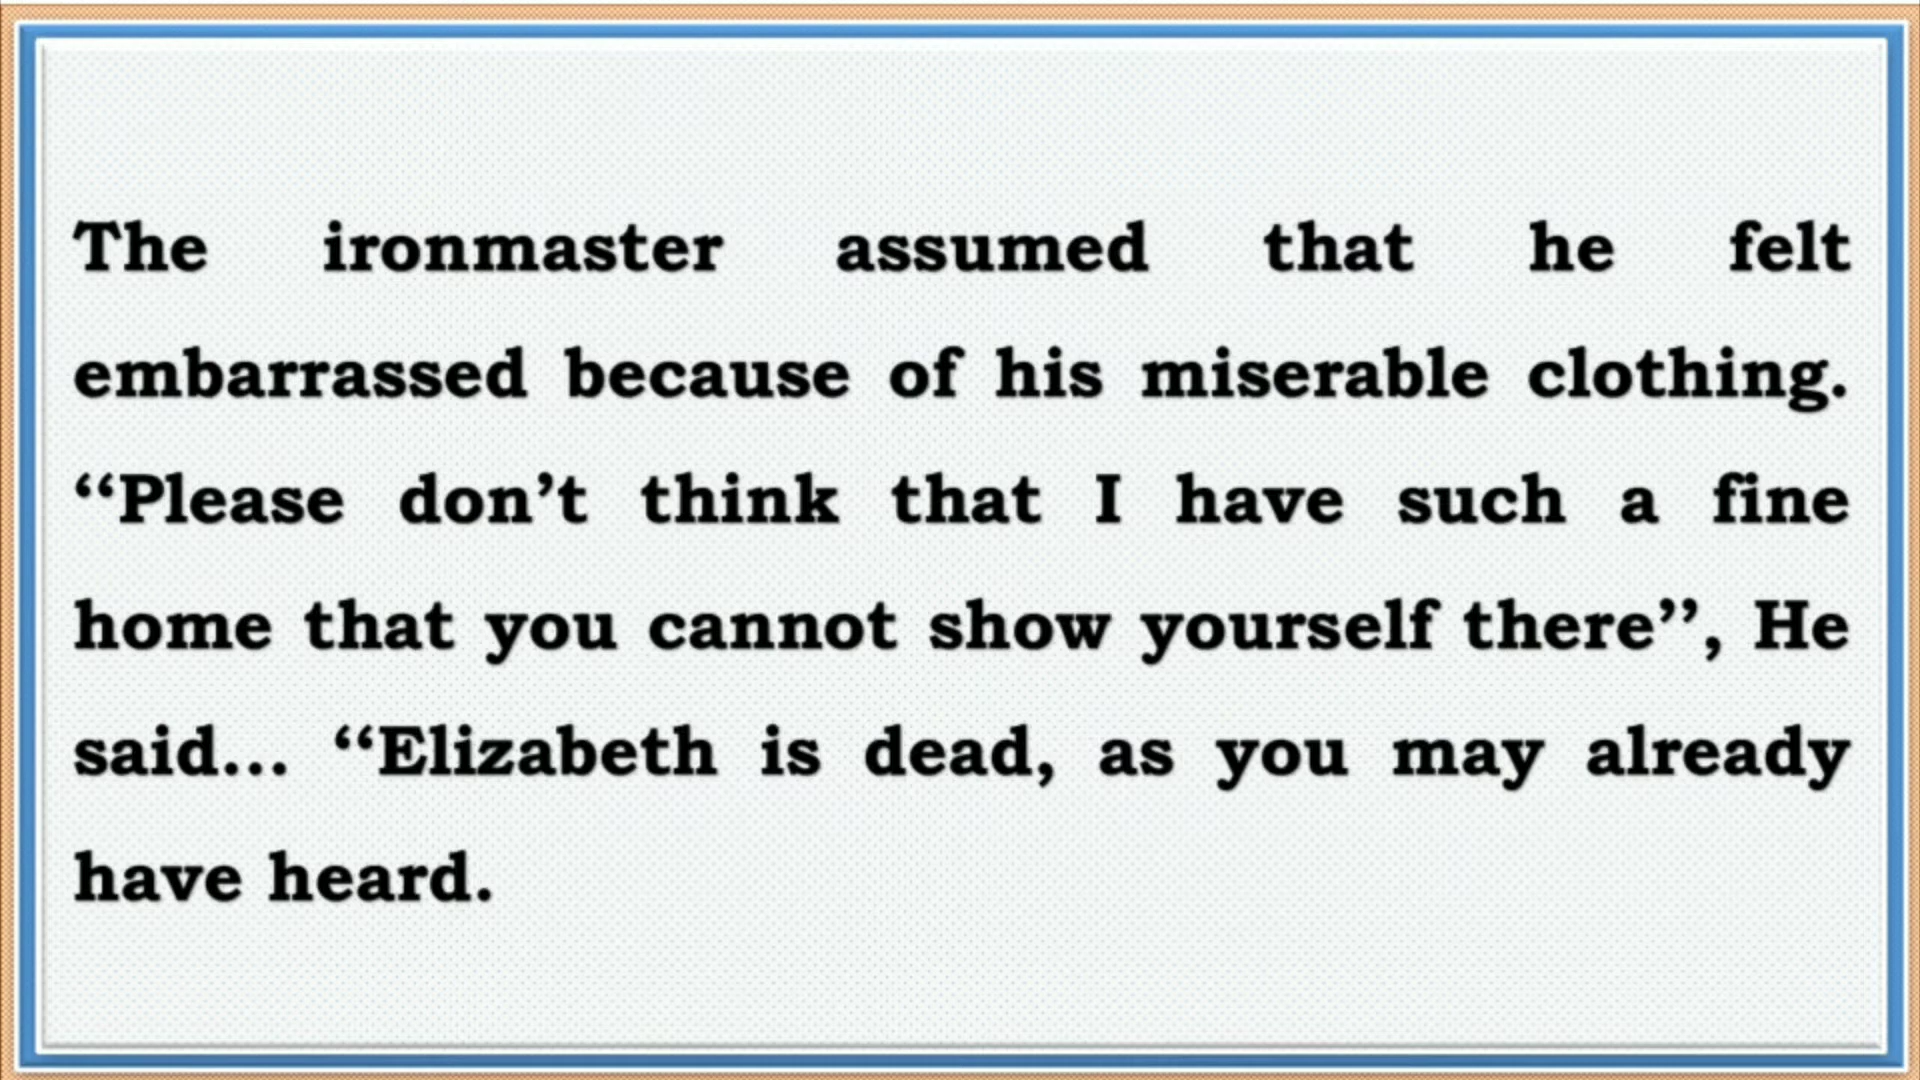 The ironmaster assumed that he felt
embarrassed because of his miserable clothing.
‘‘Please don’t think that I have such a fine
home that you cannot show yourself there’’, He
said... ‘‘Elizabeth is dead, as you may already
have heard.